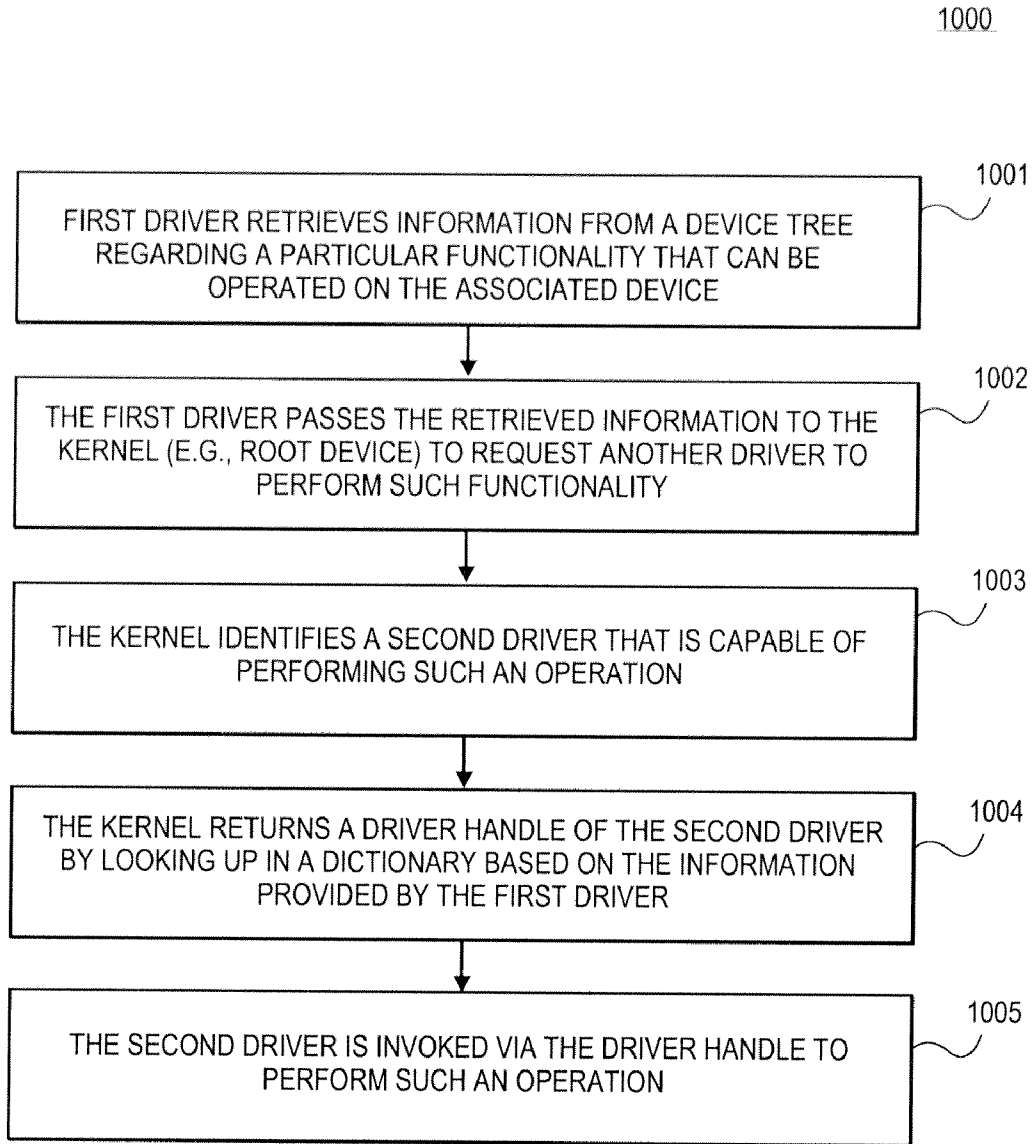 1000
1001
FIRST DRIVER RETRIEVES INFORMATION FROM A DEVICE TREE
REGARDING A PARTICULAR FUNCTIONALITY THAT CAN BE
OPERATED ON THE ASSOCIATED DEVICE
1002
THE FIRST DRIVER PASSES THE RETRIEVED INFORMATION TO THE
KERNEL (E.G., ROOT DEVICE) TO REQUEST ANOTHER DRIVER TO
PERFORM SUCH FUNCTIONALITY
1003
THE KERNEL IDENTIFIES A SECOND DRIVER THAT IS CAPABLE OF
PERFORMING SUCH AN OPERATION
1004
THE KERNEL RETURNS A DRIVER HANDLE OF THE SECOND DRIVER
BY LOOKING UP IN A DICTIONARY BASED ON THE INFORMATION
PROVIDED BY THE FIRST DRIVER
1005
THE SECOND DRIVER IS INVOKED VIA THE DRIVER HANDLE TO
PERFORM SUCH AN OPERATION